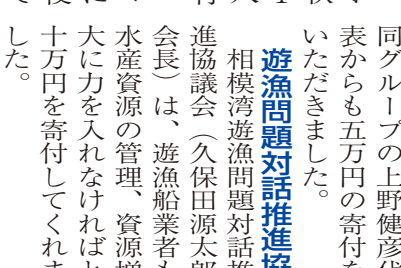 同グループの上野健彦代
表からも五万円の寄付を
いただきました。
遊漁問題対話推進協
相模湾遊漁問題対話推
進協議会（久保田源太郎
会長）は、遊漁船業者も
水産資源の管理、資源増
大に力を入れなければと
十万円を寄付してくれま
した。